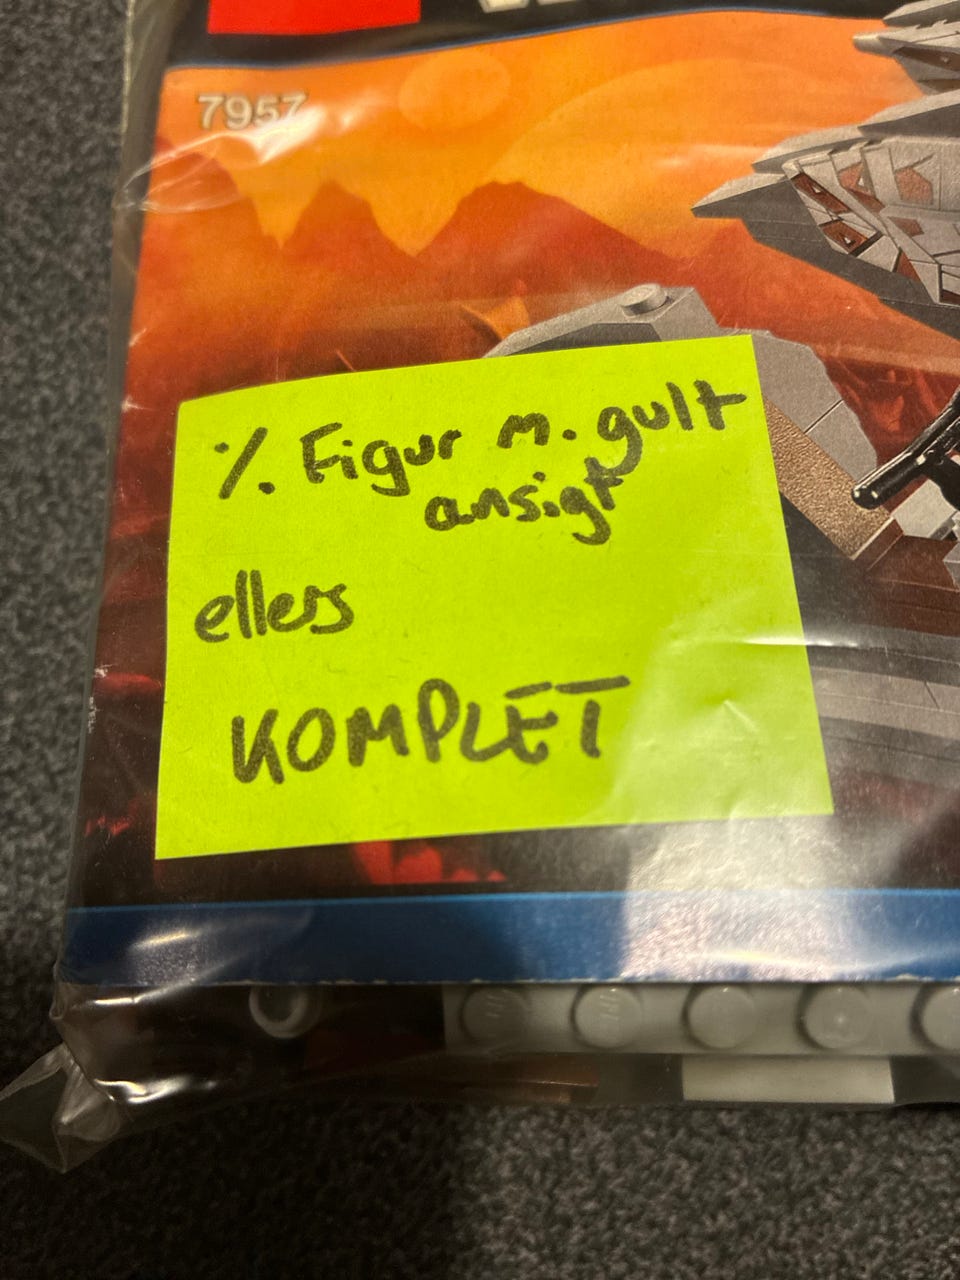 7957
% Figur m. gult
ansigt
ellers
KOMPLET